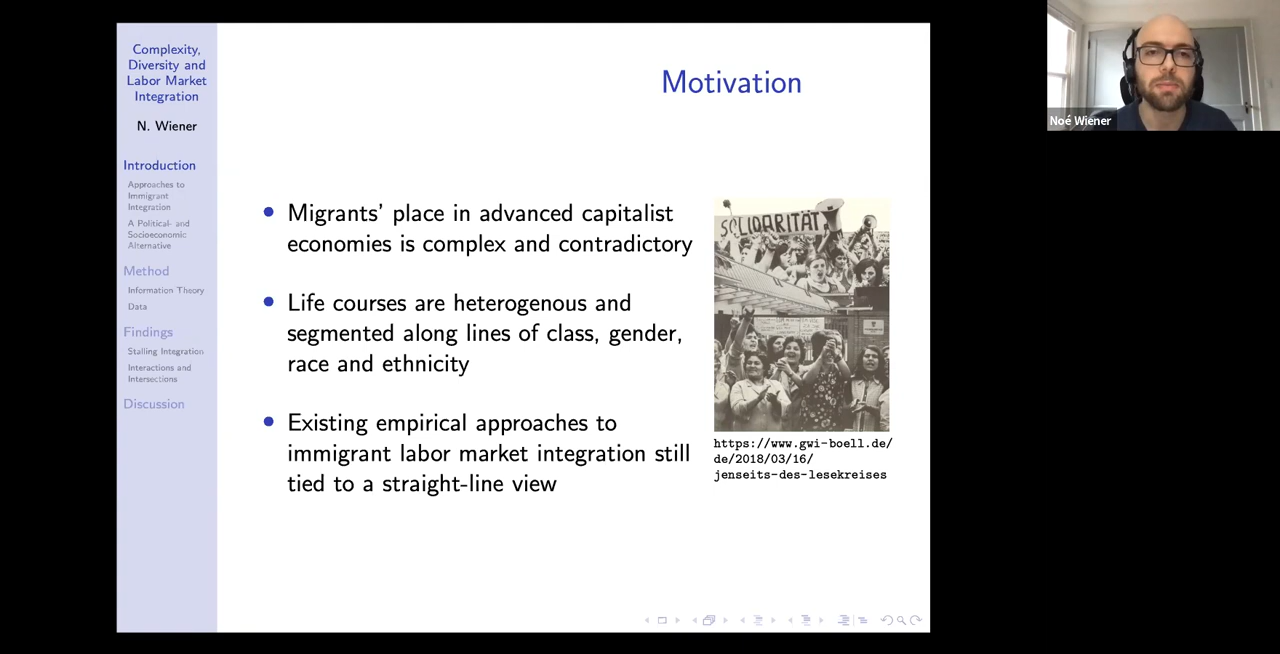 Complexity,
Diversity and
Labor Market
Integration
N. Wiener
Introduction
Approaches to
Immigrant
Integration
A Political- and
Socioeconomic
Alternative
Method
Information Theory
Data
Findings
Stalling Integration
Interactions and
Intersections
Discussion
Motivation
• Migrants' place in advanced capitalist
economies is complex and contradictory
• Life courses are heterogenous and
segmented along lines of class, gender,
race and ethnicity
• Existing empirical approaches to
immigrant labor market integration still
tied to a straight-line view
SOLIDARITÄT
https://www.gwi-boell.de/
de/2018/03/16/
jenseits-des-lesekreises
Noé Wiener